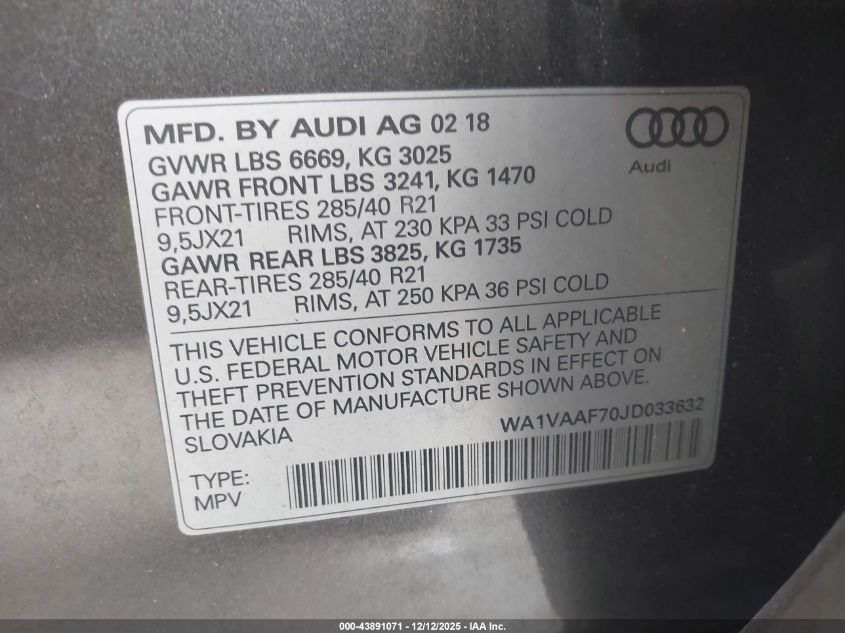 MFD. BY AUDI AG 02 18
Audi
GVWR LBS 6669, KG 3025
GAWR FRONT LBS 3241, KG 1470
FRONT-TIRES 285/40 R21
9,5JX21 RIMS, AT 230 KPA 33 PSI COLD
GAWR REAR LBS 3825, KG 1735
REAR-TIRES 285/40 R21
9,5JX21 RIMS, AT 250 KPA 36 PSI COLD
THIS VEHICLE CONFORMS TO ALL APPLICABLE
U.S. FEDERAL MOTOR VEHICLE SAFETY AND
THEFT PREVENTION STANDARDS IN EFFECT ON
THE DATE OF MANUFACTURE SHOWN ABOVE.
SLOVAKIA WA1VAAF70JD033632
TYPE:
MPV
000-43891071 - 12/12/2025 - IAA Inc.